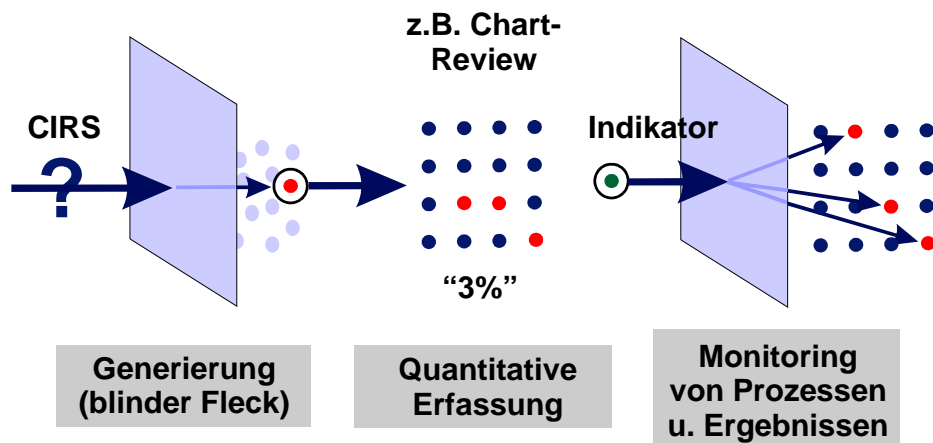 z.B. Chart-
Review
CIRS
?
Indikator
“3%”
Generierung
(blinder Fleck)
Quantitative
Erfassung
Monitoring
von Prozessen
u. Ergebnissen